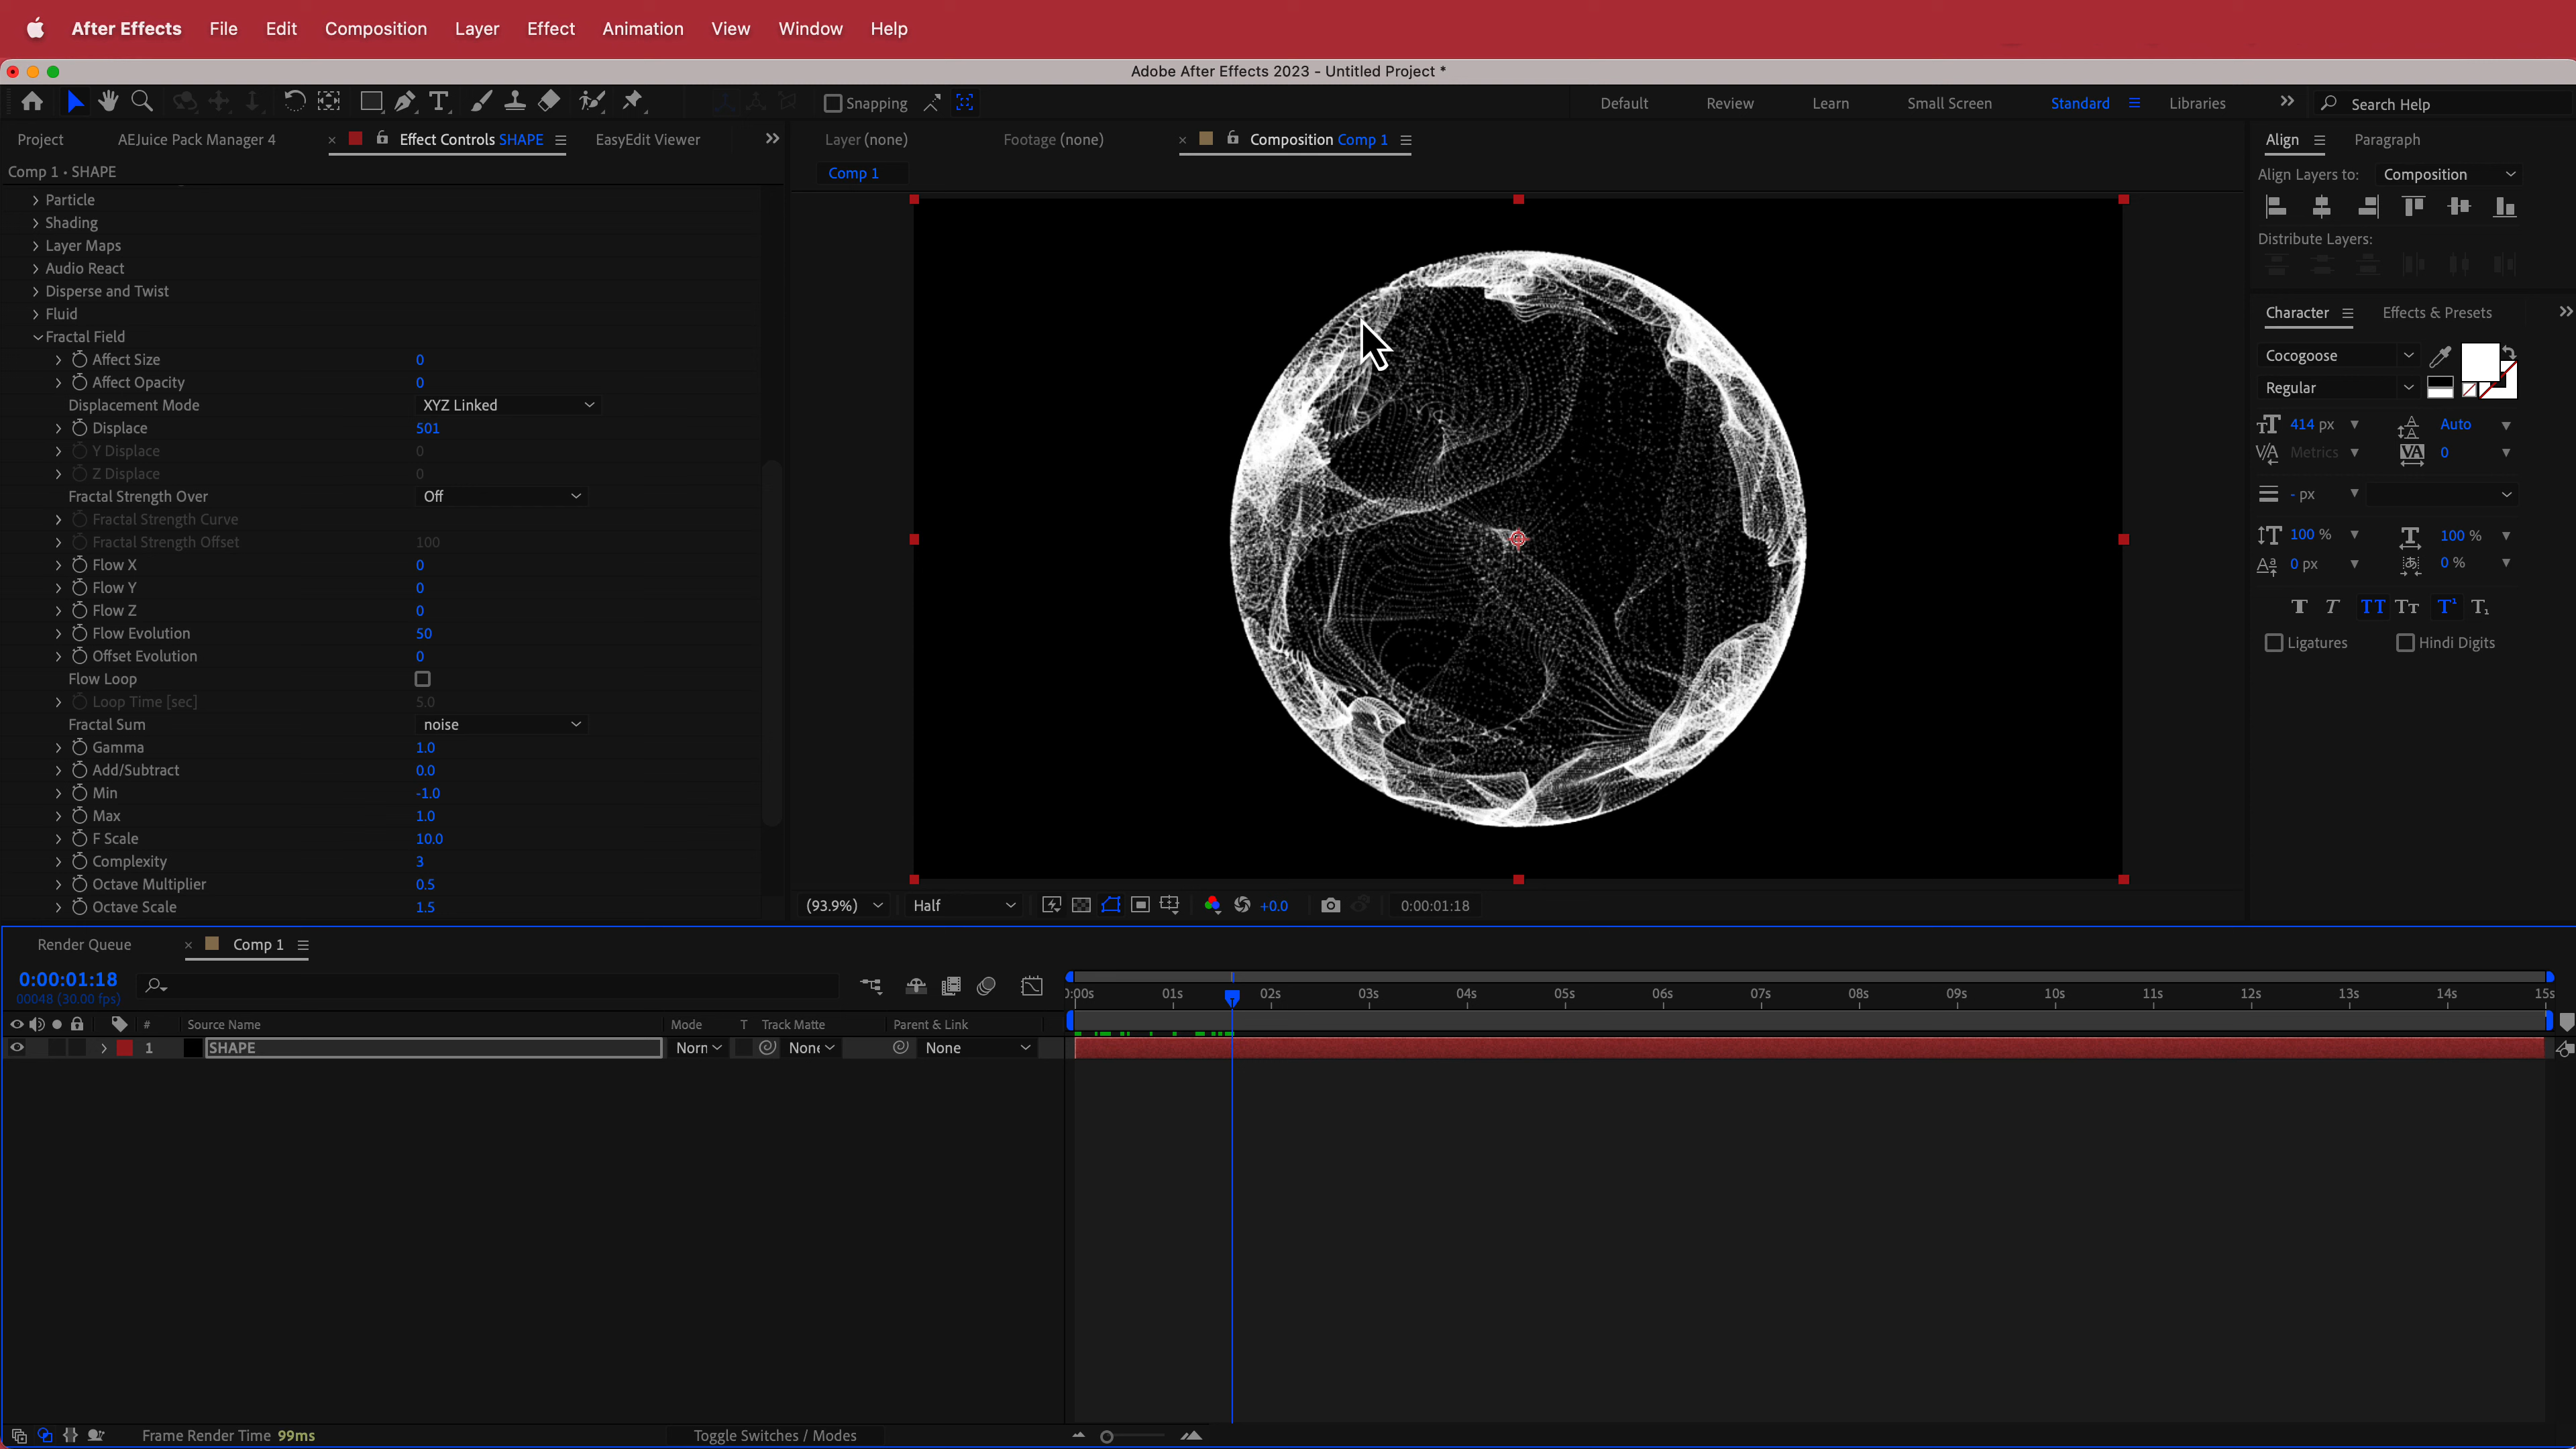 After Effects File Edit Composition Layer Effect Animation View Window Help
Adobe After Effects 2023 - Untitled Project *
Snapping Default Review Learn Small Screen Standard Libraries Search Help
Project AEJuice Pack Manager 4 Effect Controls SHAPE EasyEdit Viewer
Comp 1 • SHAPE
Particle
Shading
Layer Maps
Audio React
Disperse and Twist
Fluid
Fractal Field
Affect Size 0
Affect Opacity 0
Displacement Mode XYZ Linked
Displace 501
Y Displace 0
Z Displace 0
Fractal Strength Over Off
Fractal Strength Curve
Fractal Strength Offset 100
Flow X 0
Flow Y 0
Flow Z 0
Flow Evolution 50
Offset Evolution 0
Flow Loop
Loop Time [sec] 5.0
Fractal Sum noise
Gamma 1.0
Add/Subtract 0.0
Min -1.0
Max 1.0
F Scale 10.0
Complexity 3
Octave Multiplier 0.5
Octave Scale 1.5
Layer (none) Footage (none) Composition Comp 1
Comp 1
(93.9%) Half +0.0 0:00:01:18
Align Paragraph
Align Layers to: Composition
Distribute Layers:
Character Effects & Presets
Cocogoose
Regular
414 px Auto
Metrics 0
- px
100 % 100 %
0 px 0 %
Ligatures Hindi Digits
Render Queue Comp 1
0:00:01:18
00048 (30.00 fps)
0:00s 01s 02s 03s 04s 05s 06s 07s 08s 09s 10s 11s 12s 13s 14s 15s
# Source Name Mode T Track Matte Parent & Link
1 SHAPE Norn None None
Frame Render Time 99ms Toggle Switches / Modes